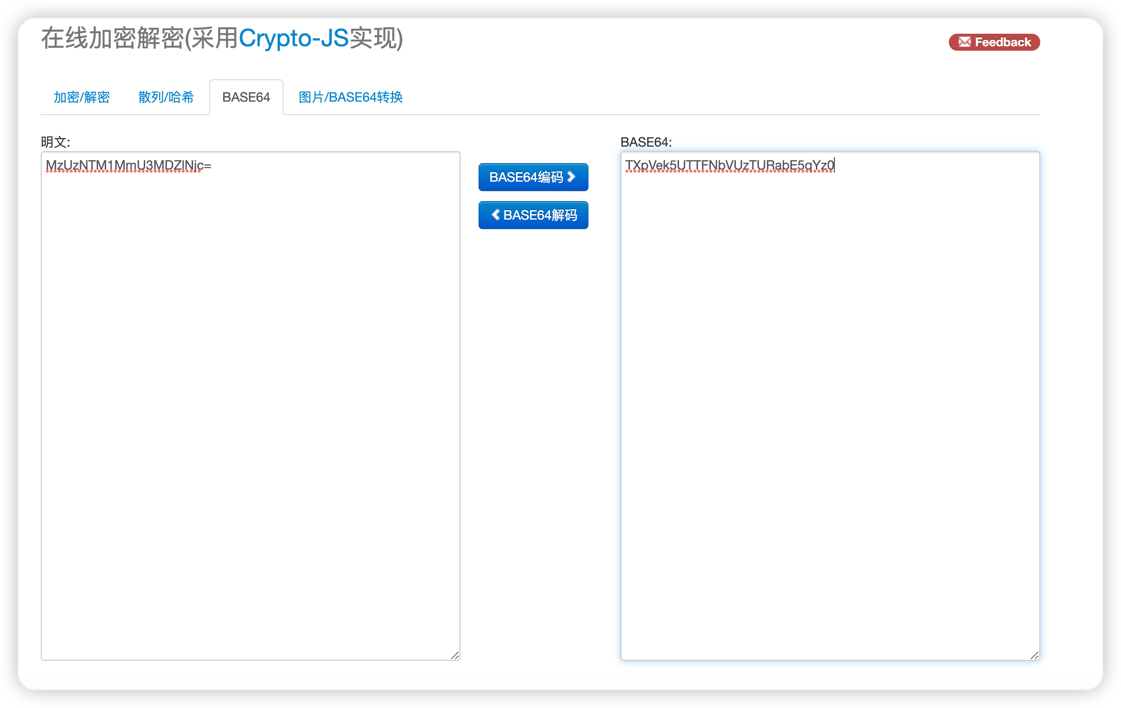 在线加密解密(采用Crypto-JS实现)
Feedback
加密/解密 散列/哈希 BASE64 图片/BASE64转换
明文:
MzUzNTM1MmU3MDZlNjc=
BASE64编码
BASE64解码
BASE64:
TXpVek5UTTFNbVUzTURabE5qYz0